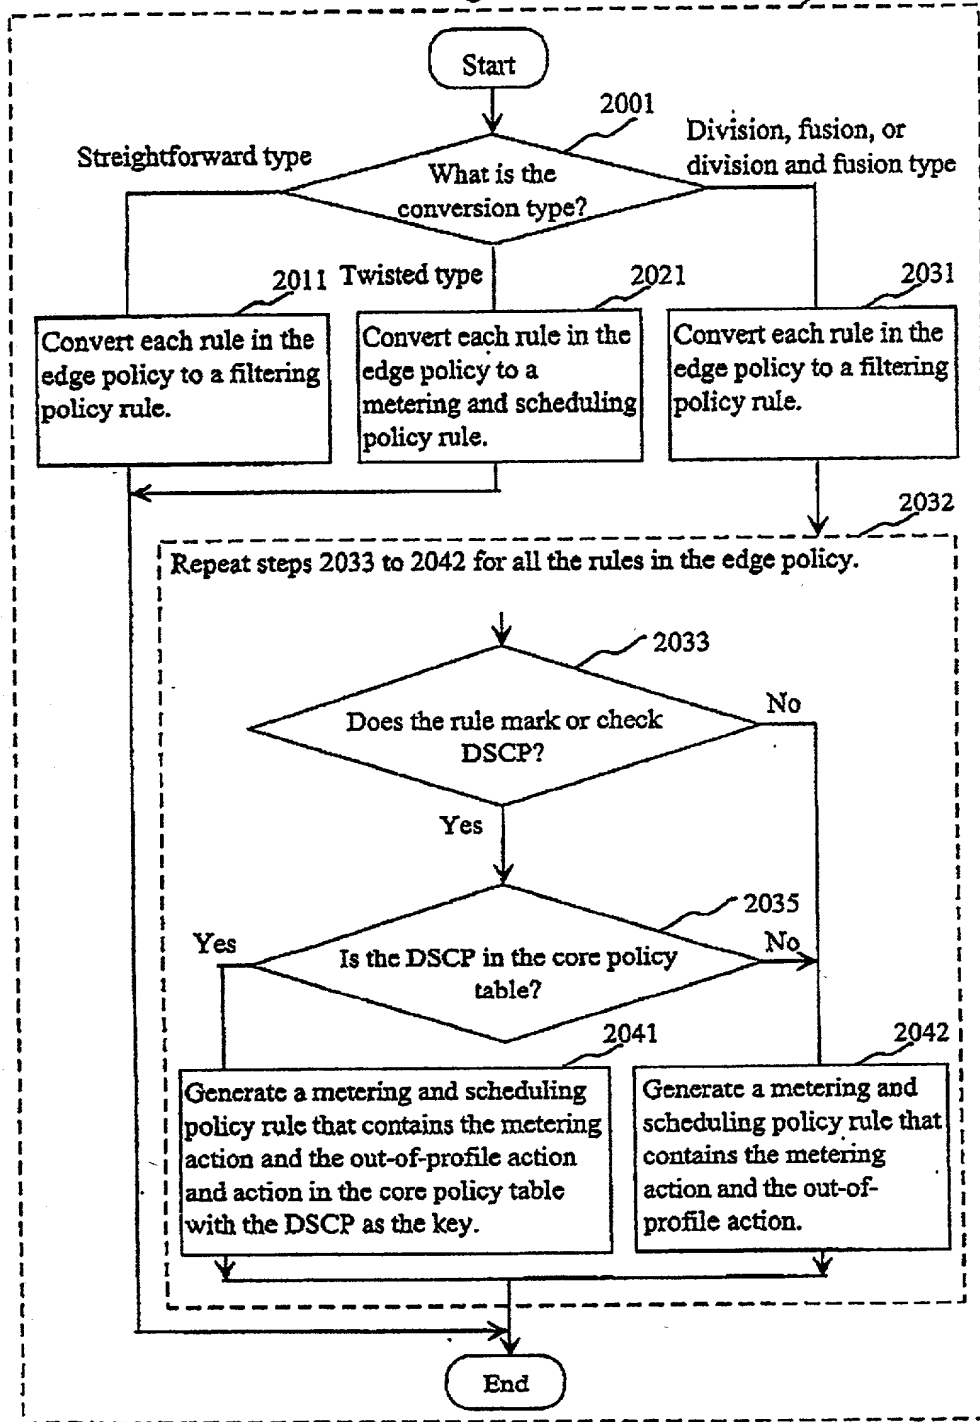 Start
2001
Streightforward type
Division, fusion, or
division and fusion type
What is the
conversion type?
2011
Twisted type
2021
2031
Convert each rule in the
edge policy to a filtering
policy rule.
Convert each rule in the
edge policy to a
metering and scheduling
policy rule.
Convert each rule in the
edge policy to a filtering
policy rule.
2032
Repeat steps 2033 to 2042 for all the rules in the edge policy.
2033
Does the rule mark or check
DSCP?
No
Yes
2035
Yes
Is the DSCP in the core policy
table?
No
2041
2042
Generate a metering and scheduling
policy rule that contains the metering
action and the out-of-profile action
and action in the core policy table
with the DSCP as the key.
Generate a metering and
scheduling policy rule that
contains the metering
action and the out-of-
profile action.
End